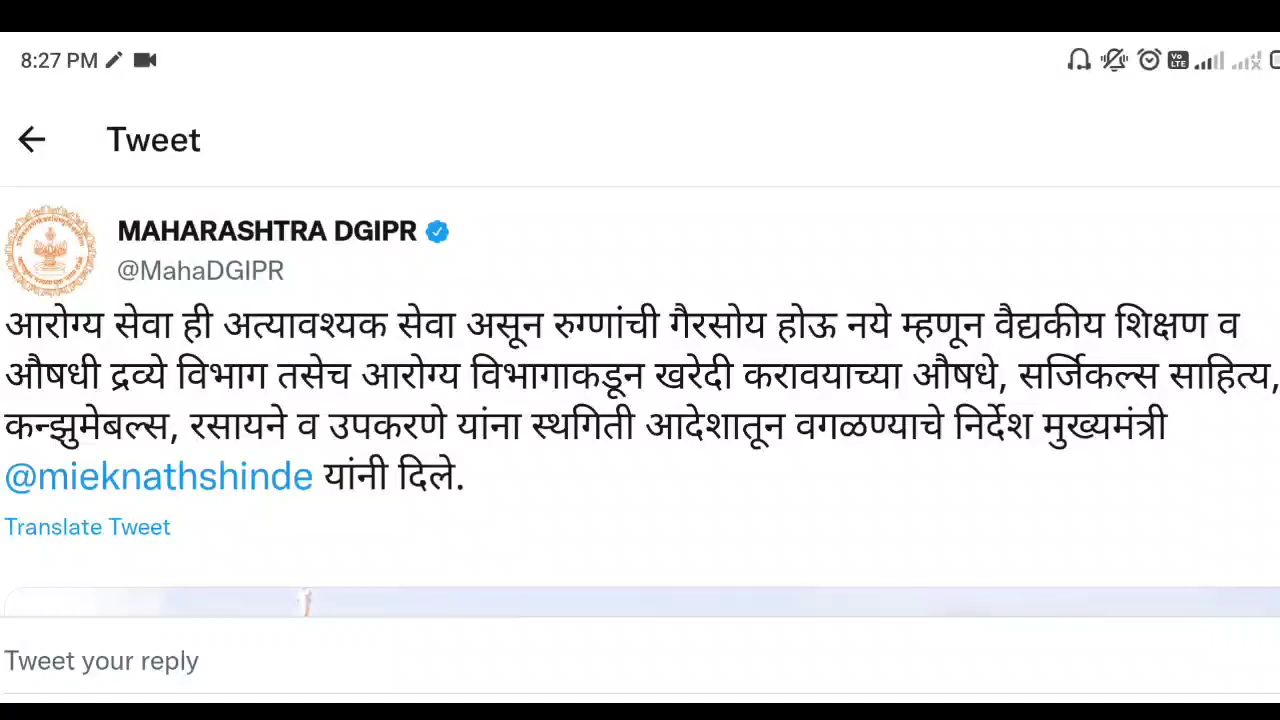 8:27 PM
Vo LTE
Tweet
MAHARASHTRA DGIPR
@MahaDGIPR
आरोग्य सेवा ही अत्यावश्यक सेवा असून रुग्णांची गैरसोय होऊ नये म्हणून वैद्यकीय शिक्षण व
औषधी द्रव्ये विभाग तसेच आरोग्य विभागाकडून खरेदी करावयाच्या औषधे, सर्जिकल्स साहित्य,
कन्झुमेबल्स, रसायने व उपकरणे यांना स्थगिती आदेशातून वगळण्याचे निर्देश मुख्यमंत्री
@mieknathshinde यांनी दिले.
Translate Tweet
Tweet your reply